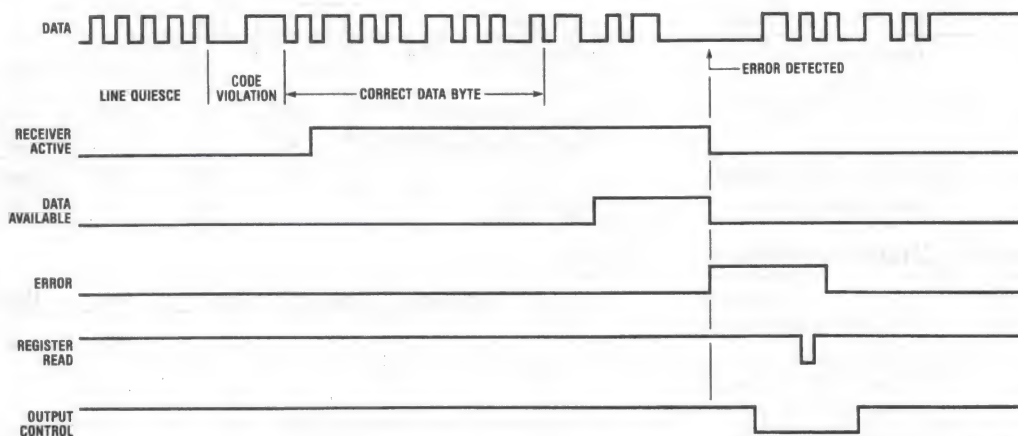 DATA
ERROR DETECTED
LINE QUIESCE
CODE
VIOLATION
CORRECT DATA BYTE
RECEIVER
ACTIVE
DATA
AVAILABLE
ERROR
REGISTER
READ
OUTPUT
CONTROL